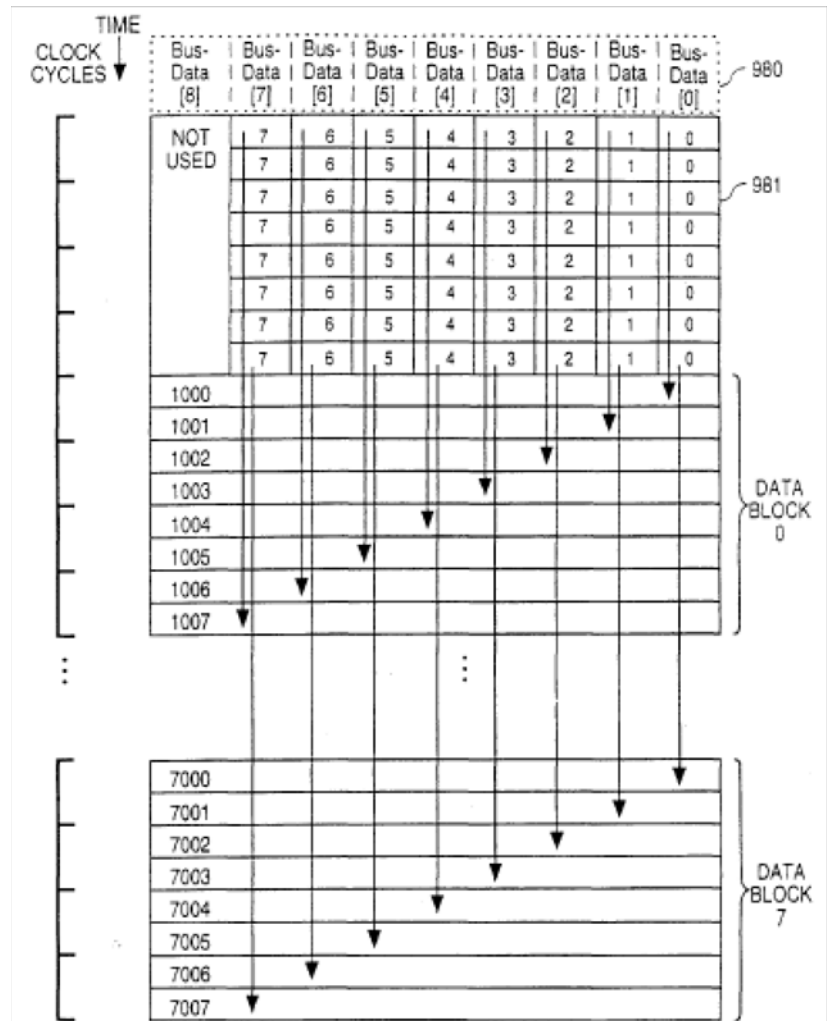 TIME
CLOCK CYCLES
Bus-Data [8] Bus-Data [7] Bus-Data [6] Bus-Data [5] Bus-Data [4] Bus-Data [3] Bus-Data [2] Bus-Data [1] Bus-Data [0]
980
NOT USED
7 6 5 4 3 2 1 0
7 6 5 4 3 2 1 0
7 6 5 4 3 2 1 0
981
7 6 5 4 3 2 1 0
7 6 5 4 3 2 1 0
7 6 5 4 3 2 1 0
7 6 5 4 3 2 1 0
7 6 5 4 3 2 1 0
1000
1001
1002
1003
1004
1005
1006
1007
DATA BLOCK 0
7000
7001
7002
7003
7004
7005
7006
7007
DATA BLOCK 7